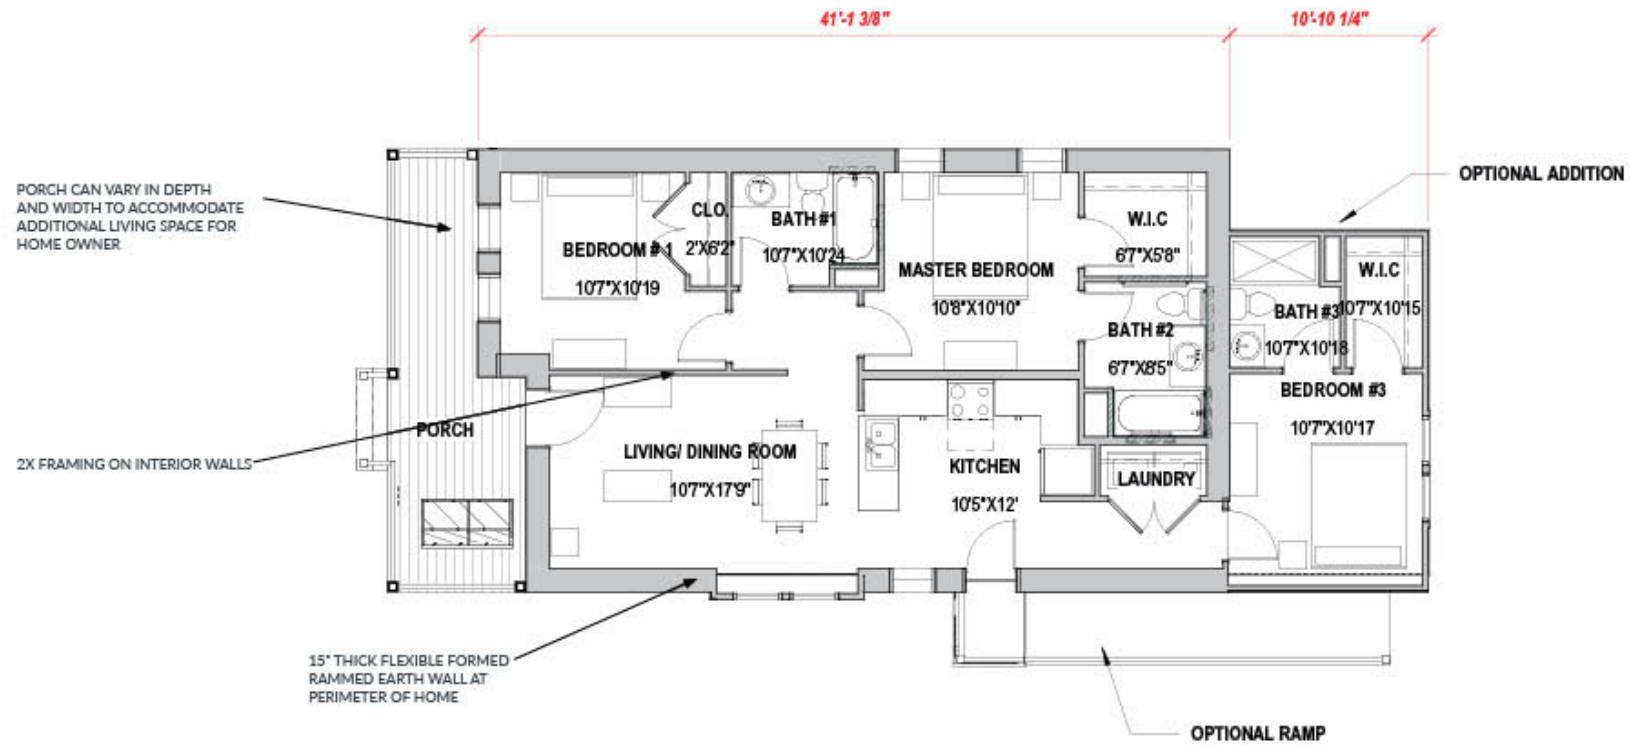 41'-1 3/8"
10'-10 1/4"
PORCH CAN VARY IN DEPTH
AND WIDTH TO ACCOMMODATE
ADDITIONAL LIVING SPACE FOR
HOME OWNER
OPTIONAL ADDITION
CLO.
2'X6'2"
BATH #1
10'7"X10'24
BEDROOM # 1
10'7"X10'19
MASTER BEDROOM
10'8"X10'10"
W.I.C
6'7"X5'8"
BATH #2
6'7"X8'5"
W.I.C
10'7"X10'15
BATH #3
10'7"X10'18
BEDROOM #3
10'7"X10'17
PORCH
2X FRAMING ON INTERIOR WALLS
LIVING/ DINING ROOM
10'7"X17'9"
KITCHEN
10'5"X12'
LAUNDRY
15" THICK FLEXIBLE FORMED
RAMMED EARTH WALL AT
PERIMETER OF HOME
OPTIONAL RAMP